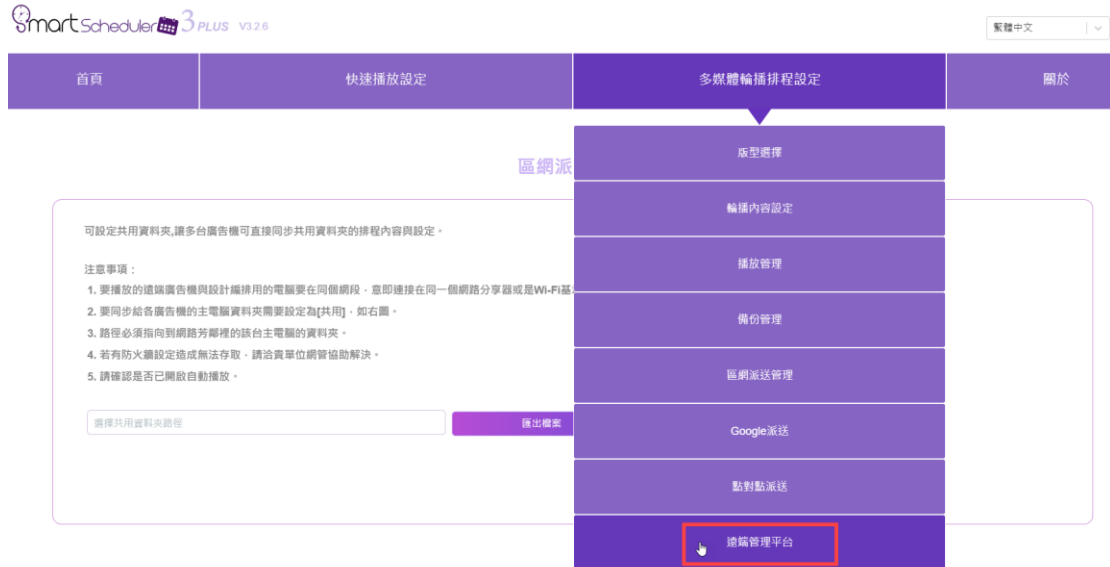 Smart Scheduler 3 PLUS V3.2.6
繁體中文
首頁
快速播放設定
多媒體輪播排程設定
關於
版型選擇
輪播內容設定
播放管理
備份管理
區網派送管理
Google派送
點對點派送
遠端管理平台
區網派
可設定共用資料夾,讓多台廣告機可直接同步共用資料夾的排程內容與設定。
注意事項：
1. 要播放的遠端廣告機與設計編排用的電腦要在同個網段，意即連接在同一個網路分享器或是Wi-Fi基
2. 要同步給各廣告機的主電腦資料夾需要設定為[共用]，如右圖。
3. 路徑必須指向到網路芳鄰裡的該台主電腦的資料夾。
4. 若有防火牆設定造成無法存取，請洽貴單位網管協助解決。
5. 請確認是否已開啟自動播放。
選擇共用資料夾路徑
匯出檔案